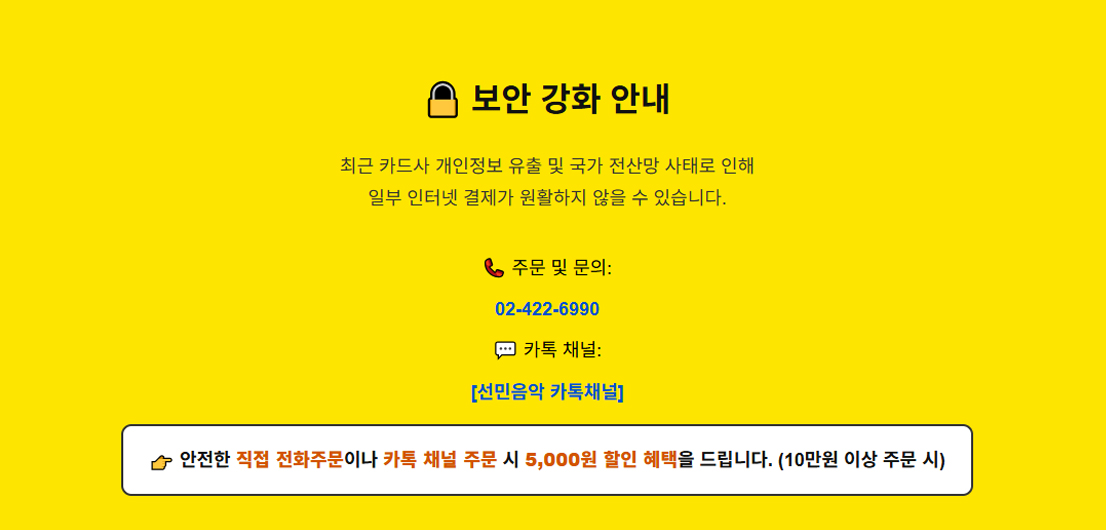 보안 강화 안내
최근 카드사 개인정보 유출 및 국가 전산망 사태로 인해
일부 인터넷 결제가 원활하지 않을 수 있습니다.
주문 및 문의:
02-422-6990
카톡 채널:
[선민음악 카톡채널]
안전한 직접 전화주문이나 카톡 채널 주문 시 5,000원 할인 혜택을 드립니다. (10만원 이상 주문 시)